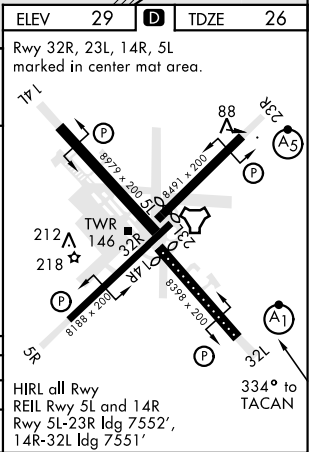 ELEV 29 D TDZE 26
Rwy 32R, 23L, 14R, 5L
marked in center mat area.
14L
P
88
23R
A5
P
8979 x 200
8491 x 200
5L
TWR
146
32R
23L
212
218
14R
P
8188 x 200
8398 x 200
A1
5R
P
32L
334° to
TACAN
HIRL all Rwy
REIL Rwy 5L and 14R
Rwy 5L-23R ldg 7552’,
14R-32L ldg 7551’